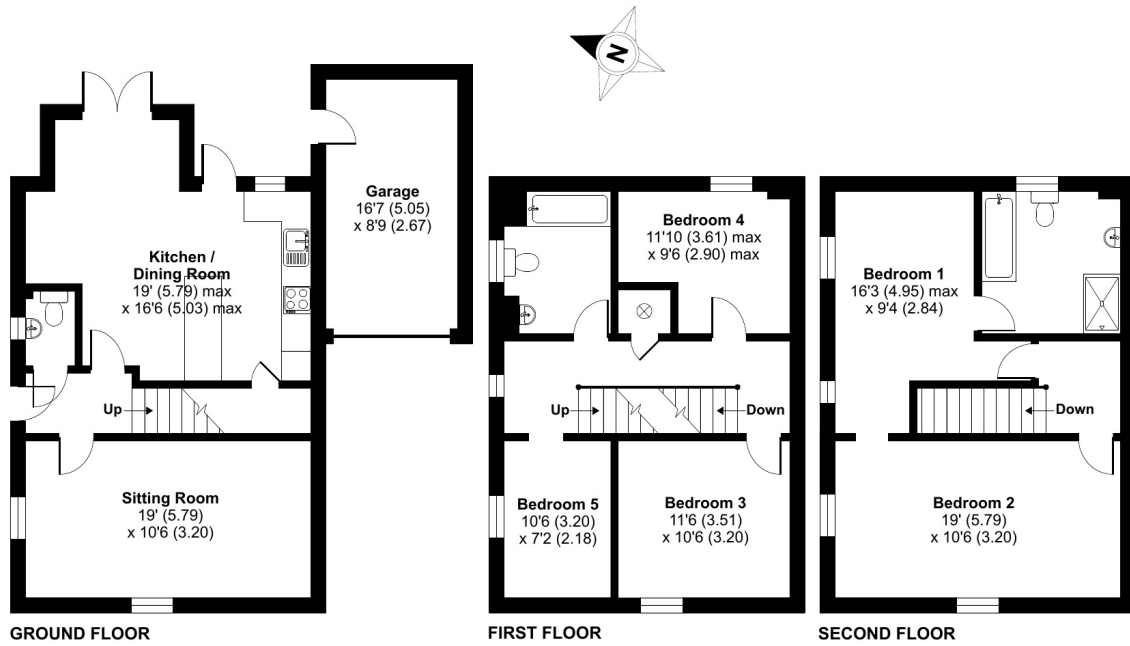 N
Garage
16'7 (5.05)
x 8'9 (2.67)
Kitchen /
Dining Room
19' (5.79) max
x 16'6 (5.03) max
Up
Sitting Room
19' (5.79)
x 10'6 (3.20)
GROUND FLOOR
Bedroom 4
11'10 (3.61) max
x 9'6 (2.90) max
Up
Down
Bedroom 5
10'6 (3.20)
x 7'2 (2.18)
Bedroom 3
11'6 (3.51)
x 10'6 (3.20)
FIRST FLOOR
Bedroom 1
16'3 (4.95) max
x 9'4 (2.84)
Down
Bedroom 2
19' (5.79)
x 10'6 (3.20)
SECOND FLOOR